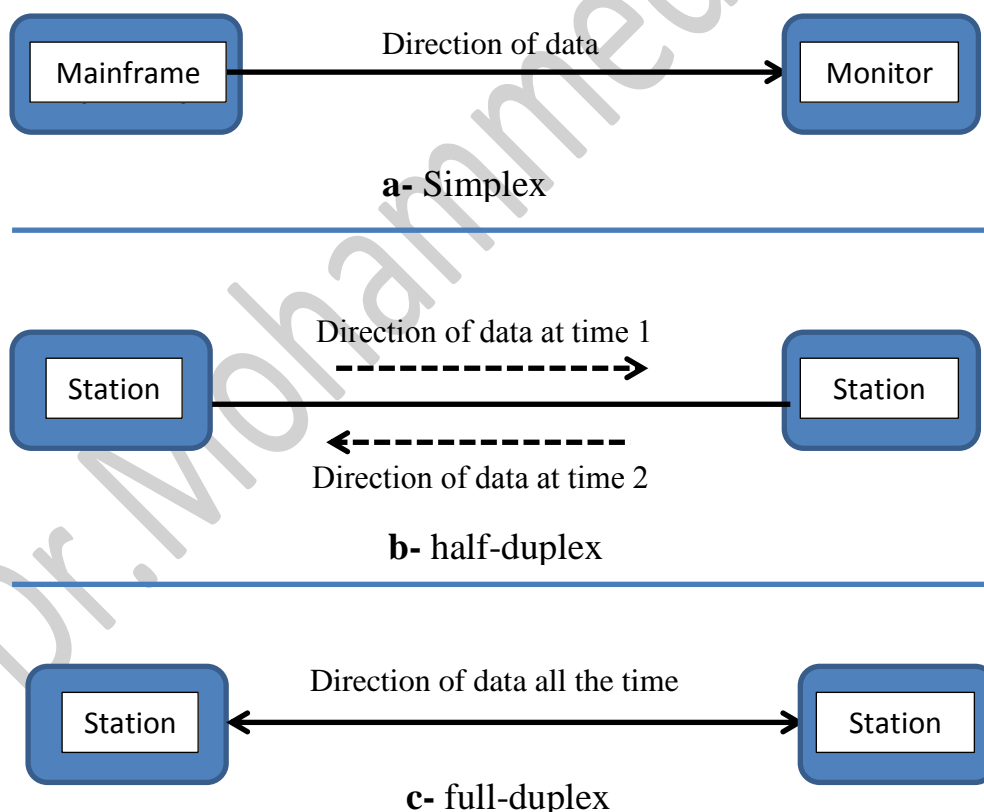 Direction of data
Mainframe
Monitor
a- Simplex
Direction of data at time 1
Station
Station
Direction of data at time 2
b- half-duplex
Direction of data all the time
Station
Station
c- full-duplex
Dr.Mohammed